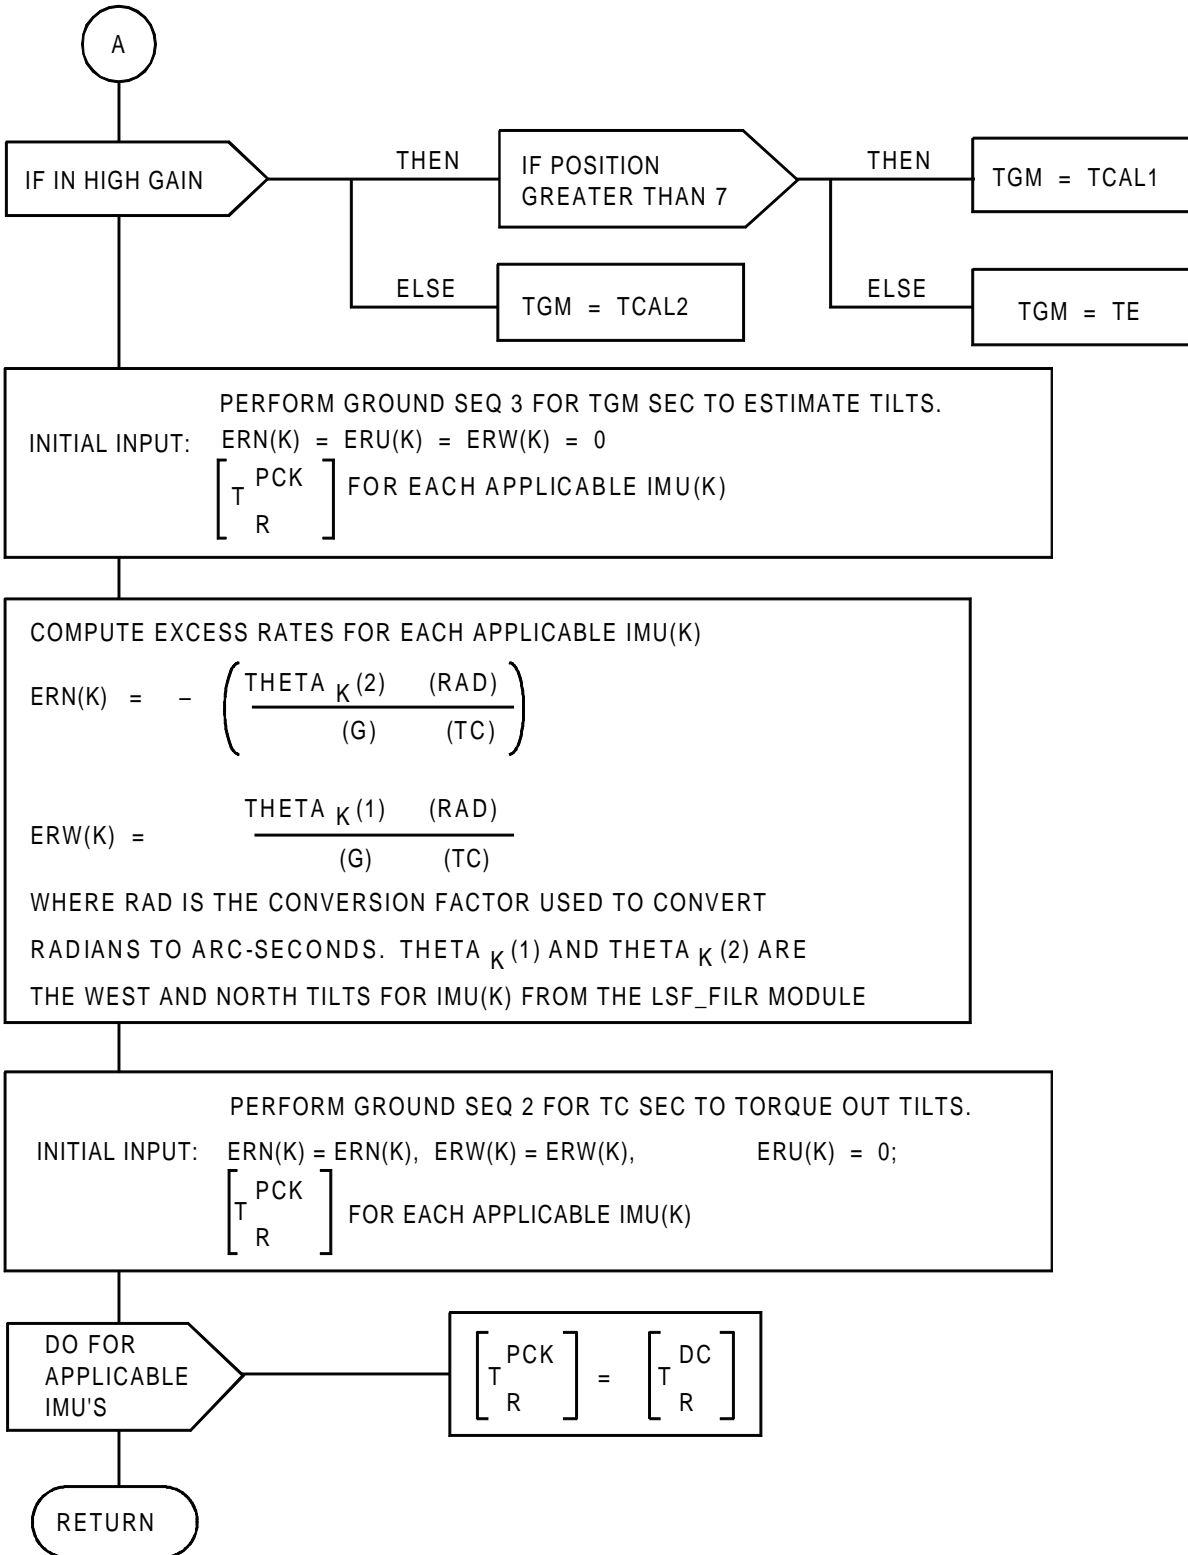 A
IF IN HIGH GAIN
THEN
IF POSITION
GREATER THAN 7
THEN
TGM = TCAL1
ELSE
TGM = TCAL2
ELSE
TGM = TE
PERFORM GROUND SEQ 3 FOR TGM SEC TO ESTIMATE TILTS.
INITIAL INPUT: ERN(K) = ERU(K) = ERW(K) = 0
[T PCK R] FOR EACH APPLICABLE IMU(K)
COMPUTE EXCESS RATES FOR EACH APPLICABLE IMU(K)
THETA K (2) (RAD)
ERN(K) = –
(G) (TC)
THETA K (1) (RAD)
ERW(K) =
(G) (TC)
WHERE RAD IS THE CONVERSION FACTOR USED TO CONVERT
RADIANS TO ARC-SECONDS. THETA K (1) AND THETA K (2) ARE
THE WEST AND NORTH TILTS FOR IMU(K) FROM THE LSF_FILR MODULE
PERFORM GROUND SEQ 2 FOR TC SEC TO TORQUE OUT TILTS.
INITIAL INPUT: ERN(K) = ERN(K), ERW(K) = ERW(K), ERU(K) = 0;
[T PCK R] FOR EACH APPLICABLE IMU(K)
DO FOR
APPLICABLE
IMU'S
[T PCK R] = [T DC R]
RETURN